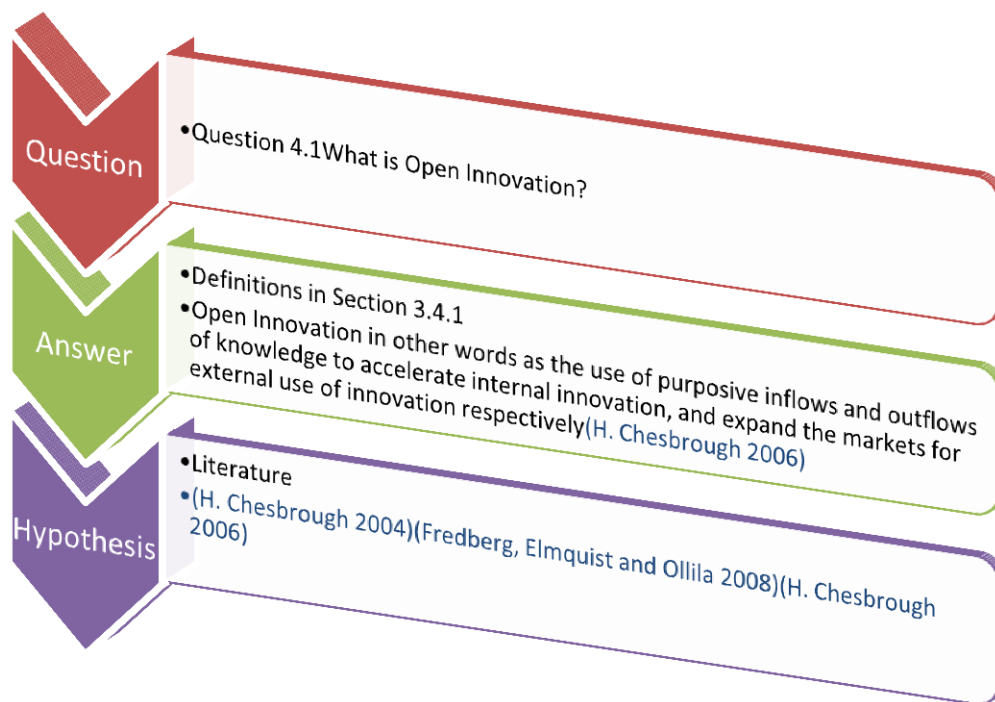 Question
•Question 4.1What is Open Innovation?
Answer
•Definitions in Section 3.4.1
•Open Innovation in other words as the use of purposive inflows and outflows
of knowledge to accelerate internal innovation, and expand the markets for
external use of innovation respectively(H. Chesbrough 2006)
Hypothesis
•Literature
•(H. Chesbrough 2004)(Fredberg, Elmquist and Ollila 2008)(H. Chesbrough
2006)